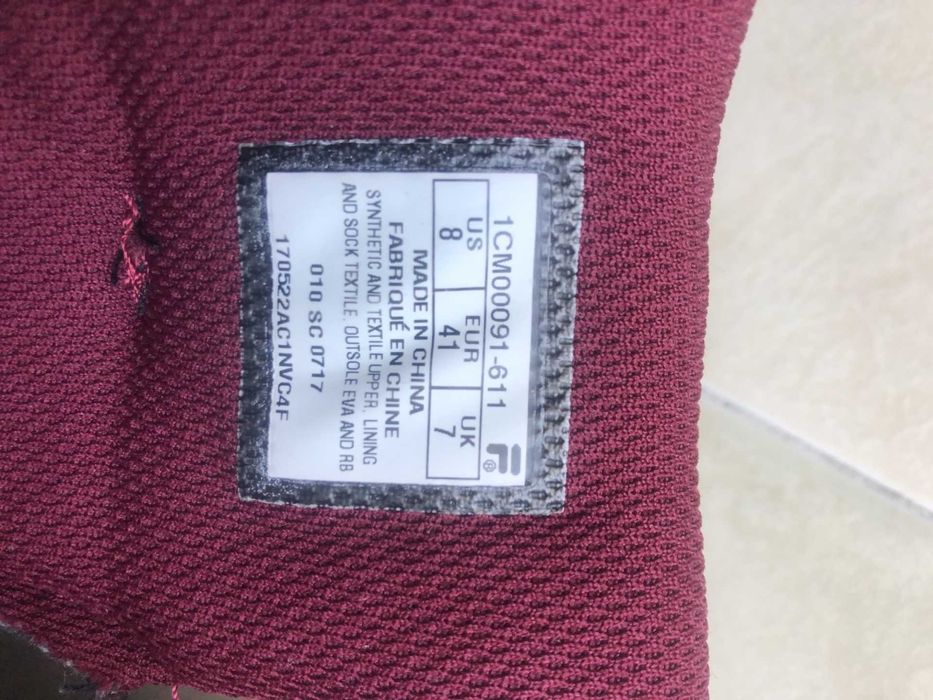 1CM00091-611
US EUR UK
8 41 7
MADE IN CHINA
FABRIQUÉ EN CHINE
SYNTHETIC AND TEXTILE UPPER, LINING
AND SOCK TEXTILE, OUTSOLE EVA AND RB
010 SC 0717
170522AC1NVC4F